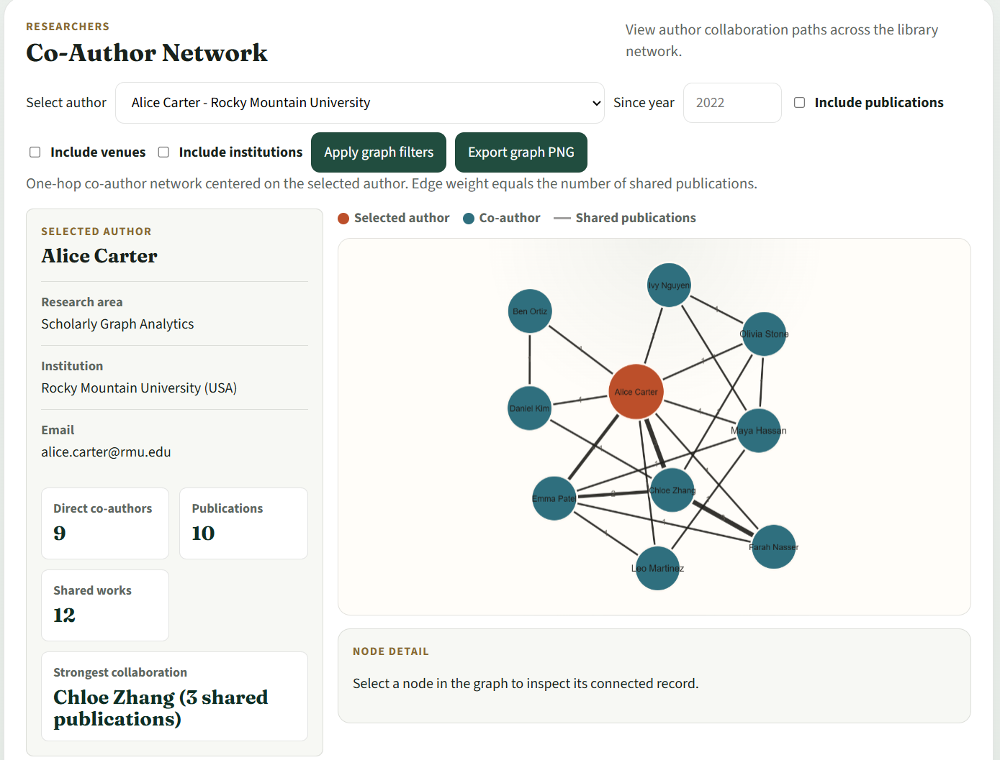 RESEARCHERS
Co-Author Network
View author collaboration paths across the library
network.
Select author
Alice Carter - Rocky Mountain University
Since year
2022
Include publications
Include venues
Include institutions
Apply graph filters
Export graph PNG
One-hop co-author network centered on the selected author. Edge weight equals the number of shared publications.
SELECTED AUTHOR
Alice Carter
Research area
Scholarly Graph Analytics
Institution
Rocky Mountain University (USA)
Email
alice.carter@rmu.edu
Direct co-authors
9
Publications
10
Shared works
12
Strongest collaboration
Chloe Zhang (3 shared
publications)
Selected author
Co-author
Shared publications
Ivy Nguyen
Ben Ortiz
Olivia Stone
Alice Carter
Daniel Kim
Maya Hassan
Chloe Zhang
Emma Patel
2
Farah Nasser
Leo Martinez
NODE DETAIL
Select a node in the graph to inspect its connected record.